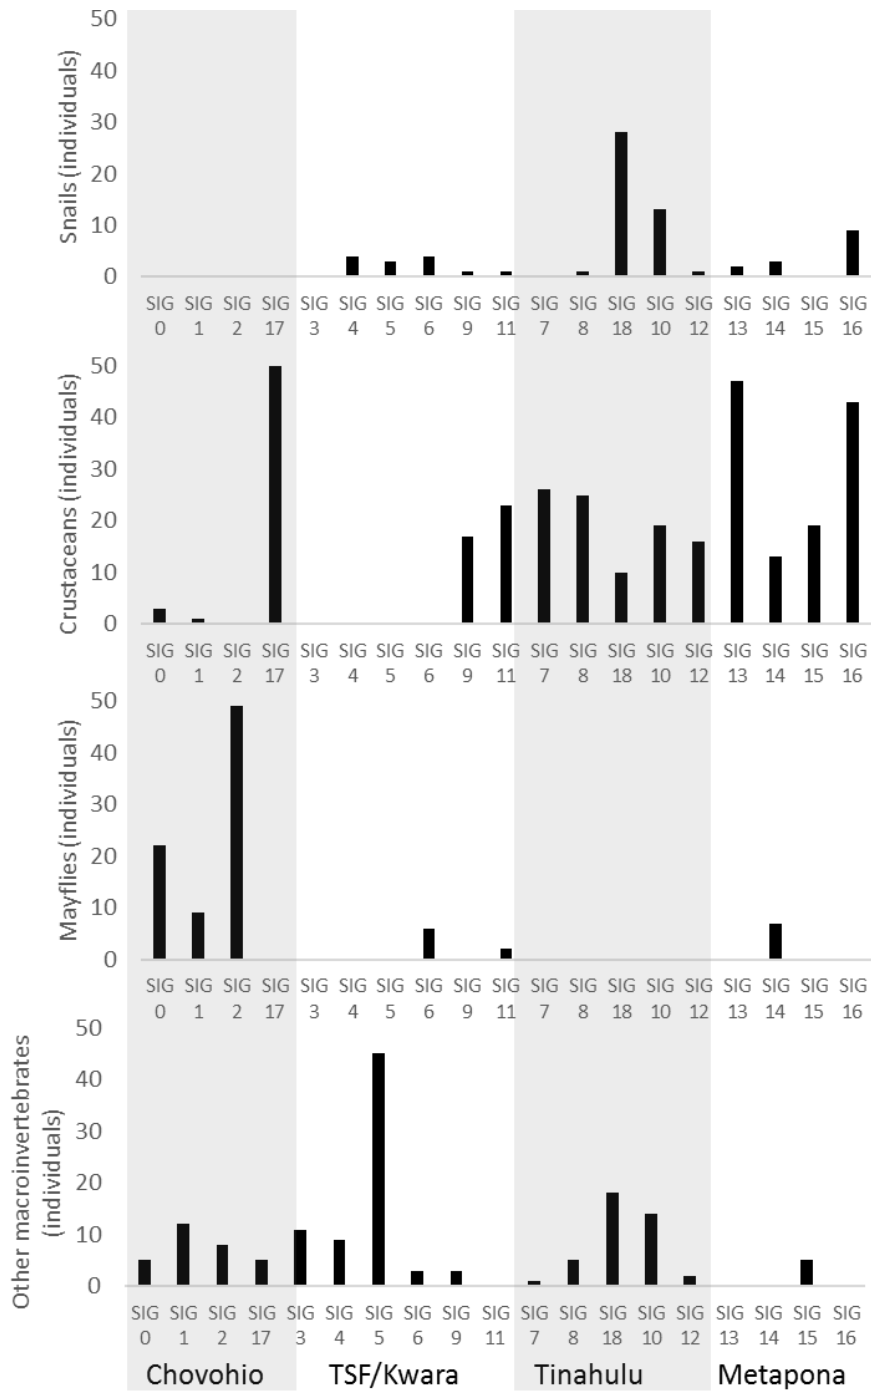 Snails (individuals)
50
40
30
20
10
0
SIG SIG SIG SIG SIG SIG SIG SIG SIG SIG SIG SIG SIG SIG SIG SIG SIG SIG SIG
0 1 2 17 3 4 5 6 9 11 7 8 18 10 12 13 14 15 16
Crustaceans (individuals)
50
40
30
20
10
0
SIG SIG SIG SIG SIG SIG SIG SIG SIG SIG SIG SIG SIG SIG SIG SIG SIG SIG SIG
0 1 2 17 3 4 5 6 9 11 7 8 18 10 12 13 14 15 16
Mayflies (individuals)
50
40
30
20
10
0
SIG SIG SIG SIG SIG SIG SIG SIG SIG SIG SIG SIG SIG SIG SIG SIG SIG SIG SIG
0 1 2 17 3 4 5 6 9 11 7 8 18 10 12 13 14 15 16
Other macroinvertebrates
(individuals)
50
40
30
20
10
0
SIG SIG SIG SIG SIG SIG SIG SIG SIG SIG SIG SIG SIG SIG SIG SIG SIG SIG SIG
0 1 2 17 3 4 5 6 9 11 7 8 18 10 12 13 14 15 16
Chovohio TSF/Kwara Tinahulu Metapona